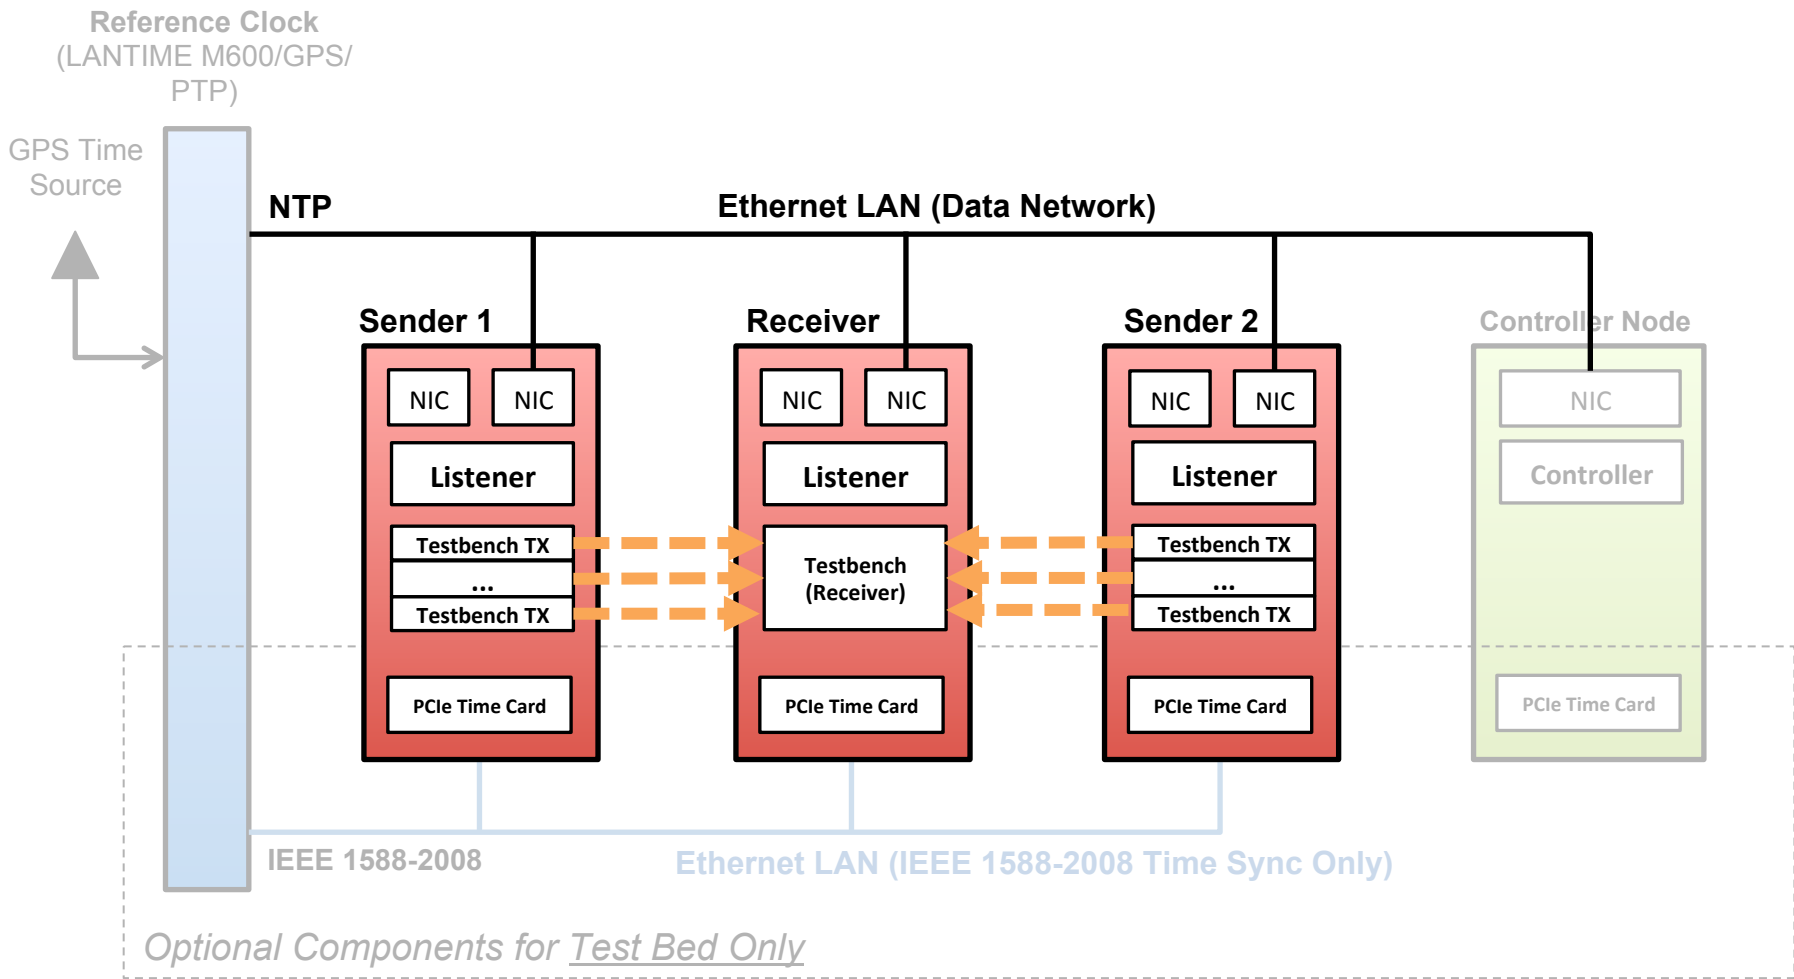 Reference Clock
(LANTIME M600/GPS/
PTP)
GPS Time
Source
NTP
Ethernet LAN (Data Network)
Sender 1
NIC
NIC
Listener
Testbench TX
...
Testbench TX
PCIe Time Card
Receiver
NIC
NIC
Listener
Testbench
(Receiver)
PCIe Time Card
Sender 2
NIC
NIC
Listener
Testbench TX
...
Testbench TX
PCIe Time Card
Controller Node
NIC
Controller
PCIe Time Card
IEEE 1588-2008
Ethernet LAN (IEEE 1588-2008 Time Sync Only)
Optional Components for Test Bed Only